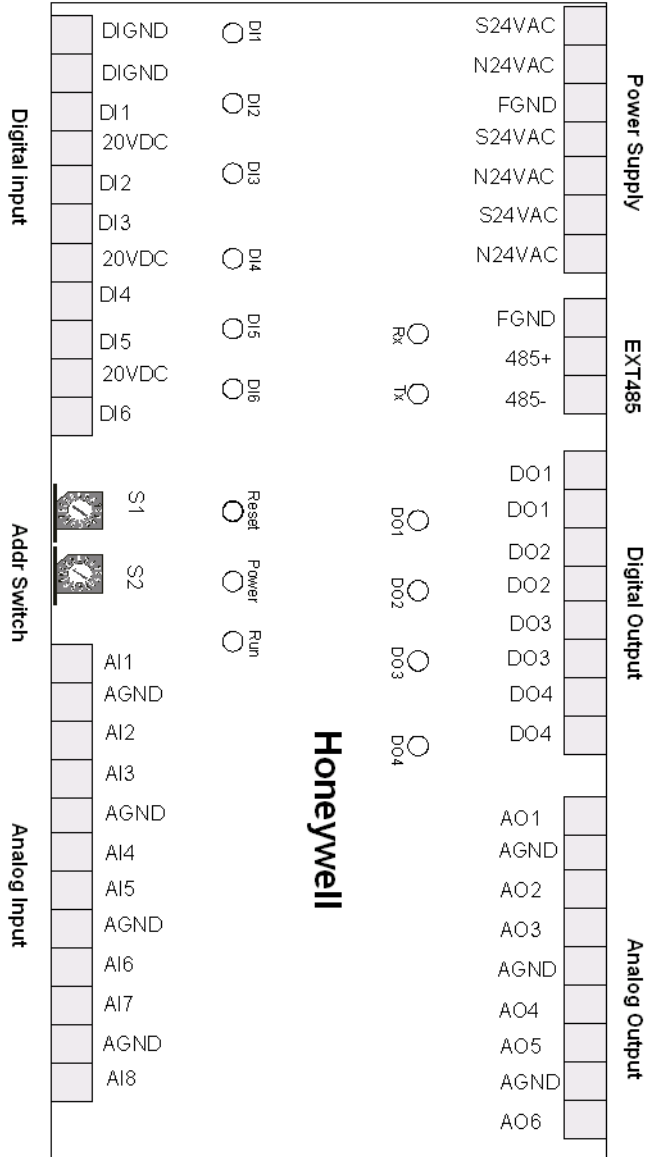 Digital input
DIGND
DIGND
DI1
20VDC
DI2
DI3
20VDC
DI4
DI5
20VDC
DI6
DI1
DI2
DI3
DI4
DI5
DI6
Addr Switch
S1
S2
Reset
Power
Run
Analog Input
AI1
AGND
AI2
AI3
AGND
AI4
AI5
AGND
AI6
AI7
AGND
AI8
Honeywell
Rx
Tx
DO1
DO2
DO3
DO4
S24VAC
N24VAC
FGND
S24VAC
N24VAC
S24VAC
N24VAC
Power Supply
FGND
485+
485-
EXT485
DO1
DO1
DO2
DO2
DO3
DO3
DO4
DO4
Digital Output
AO1
AGND
AO2
AO3
AGND
AO4
AO5
AGND
AO6
Analog Output